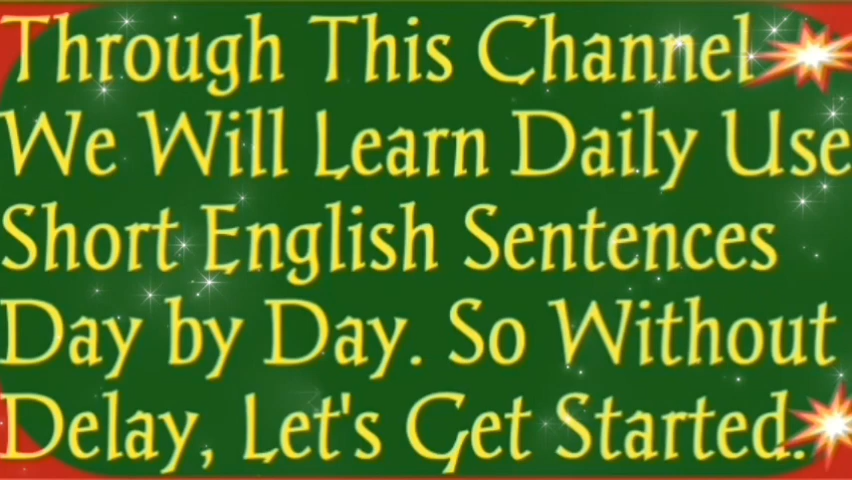 Through This Channel
We Will Learn Daily Use
Short English Sentences
Day by Day. So Without
Delay, Let's Get Started.